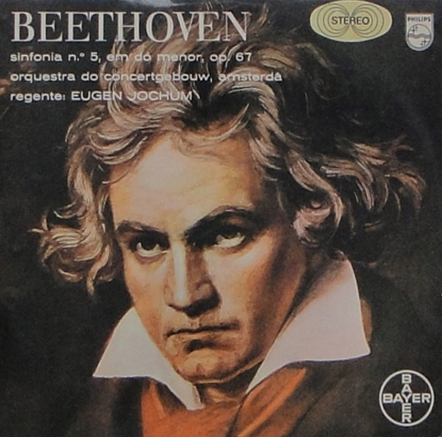 BEETHOVEN
STEREO
PHILIPS
sinfonia n.º 5, em dó menor, op. 67
orquestra do concertgebouw, amsterdã
regente: EUGEN JOCHUM
BAYER
BAYER